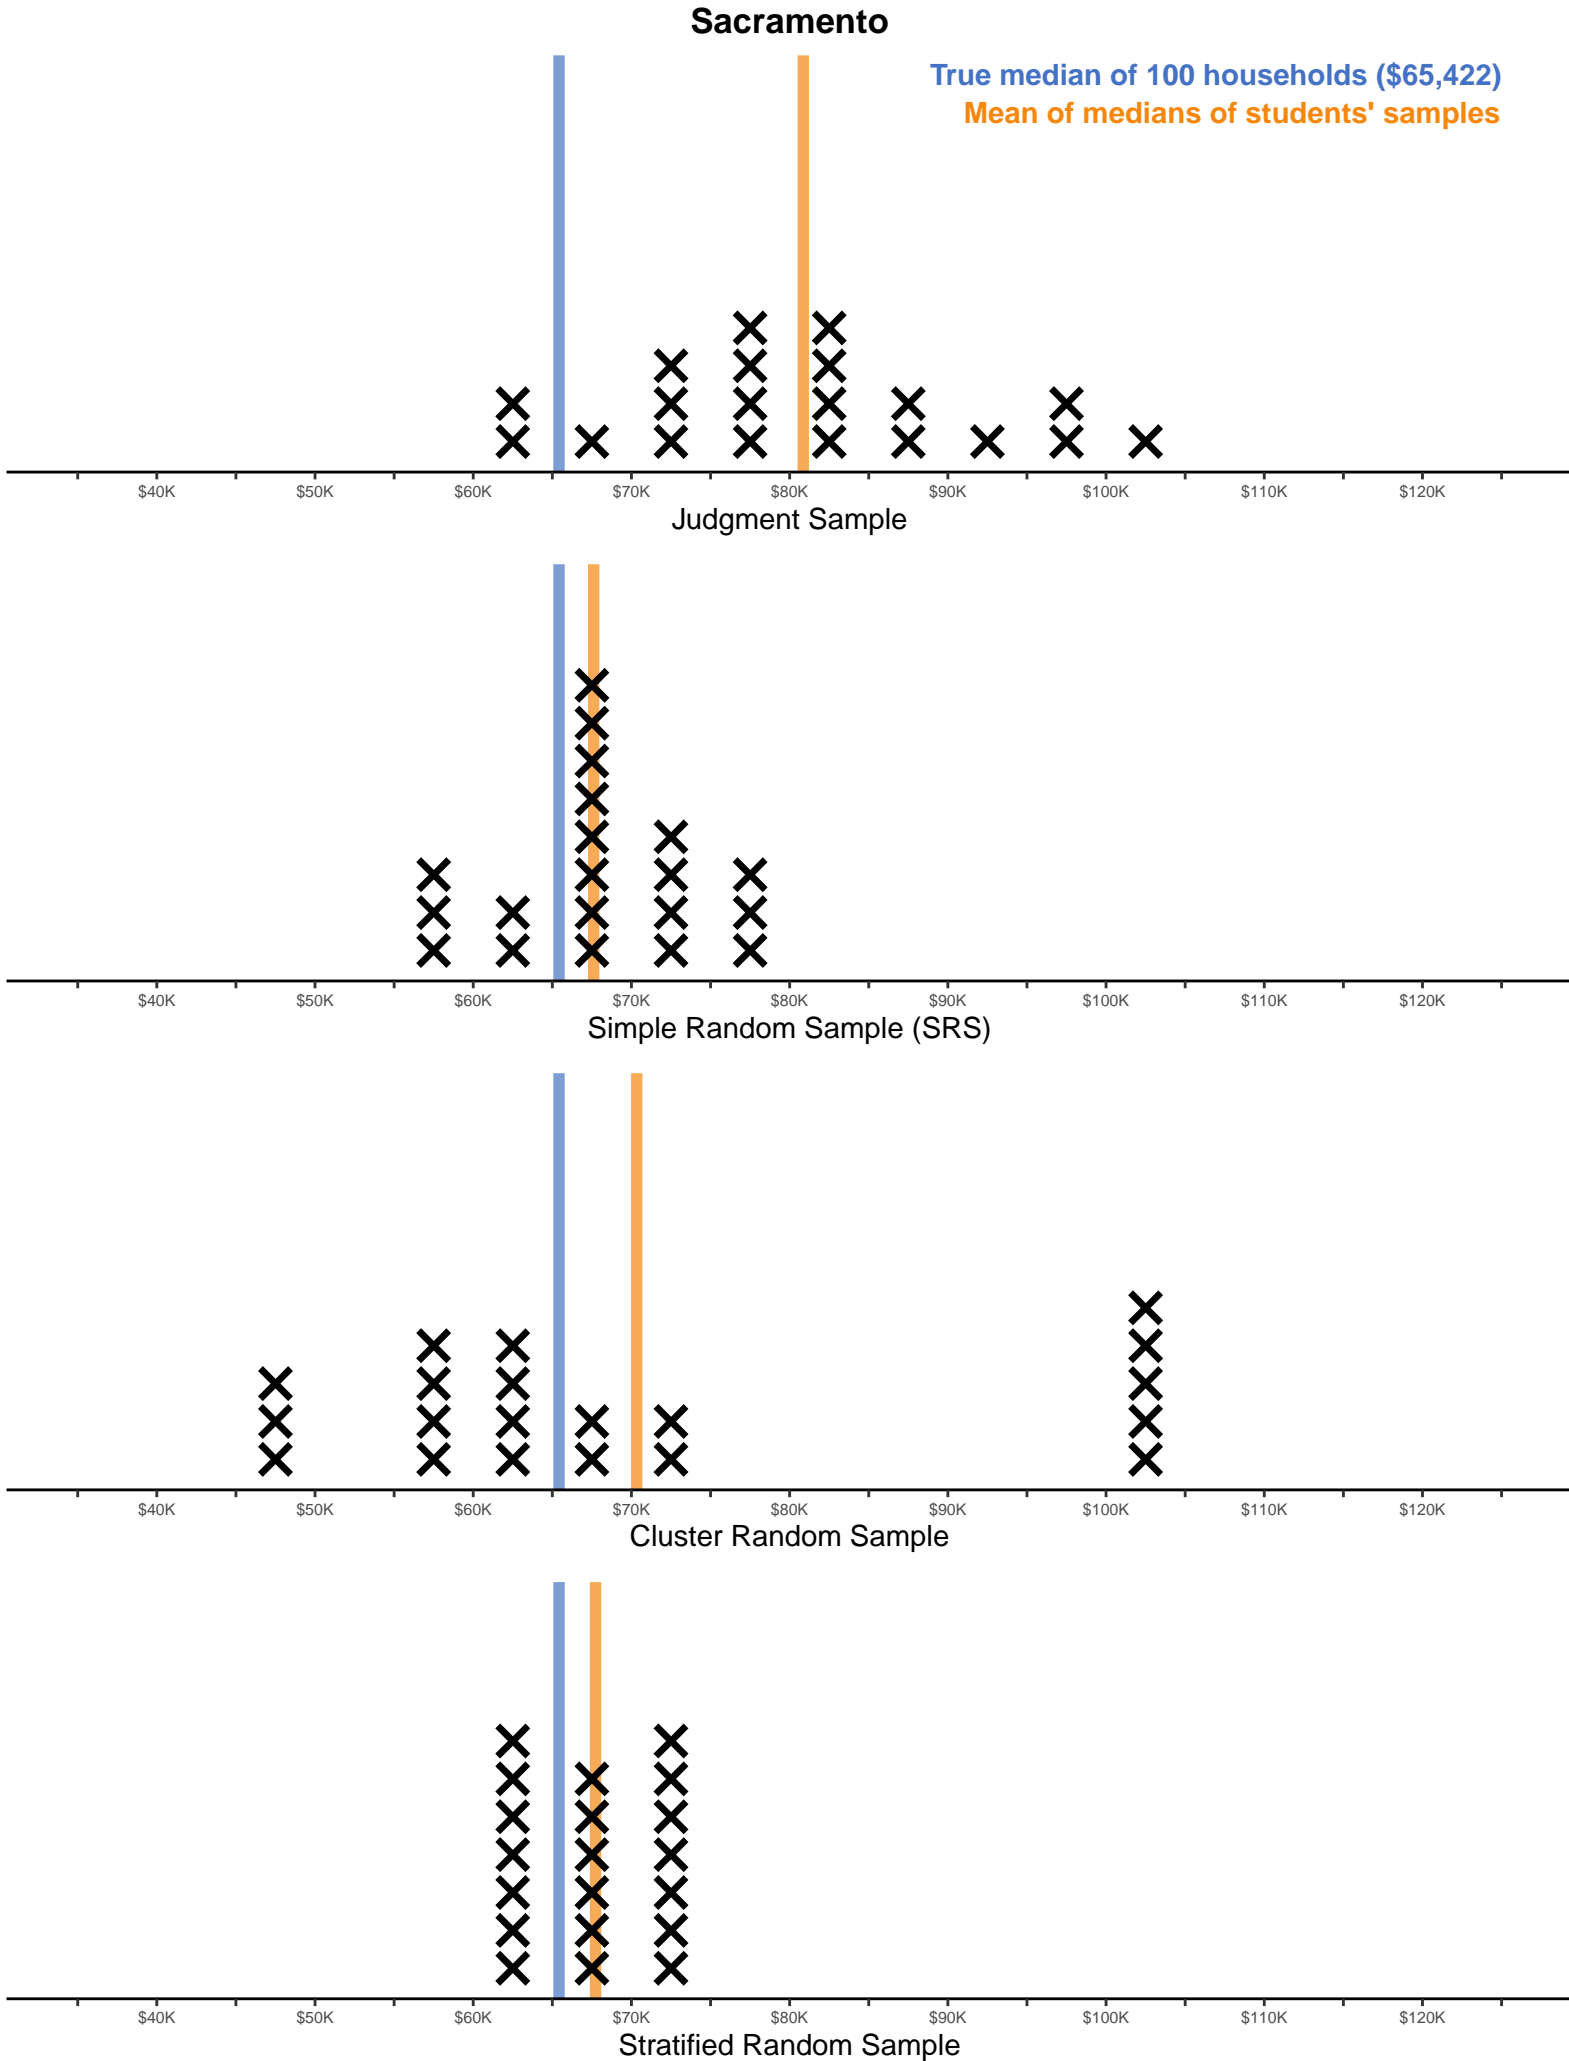 Sacramento
True median of 100 households ($65,422)
Mean of medians of students' samples
$40K $50K $60K $70K $80K $90K $100K $110K $120K
Judgment Sample
$40K $50K $60K $70K $80K $90K $100K $110K $120K
Simple Random Sample (SRS)
$40K $50K $60K $70K $80K $90K $100K $110K $120K
Cluster Random Sample
$40K $50K $60K $70K $80K $90K $100K $110K $120K
Stratified Random Sample